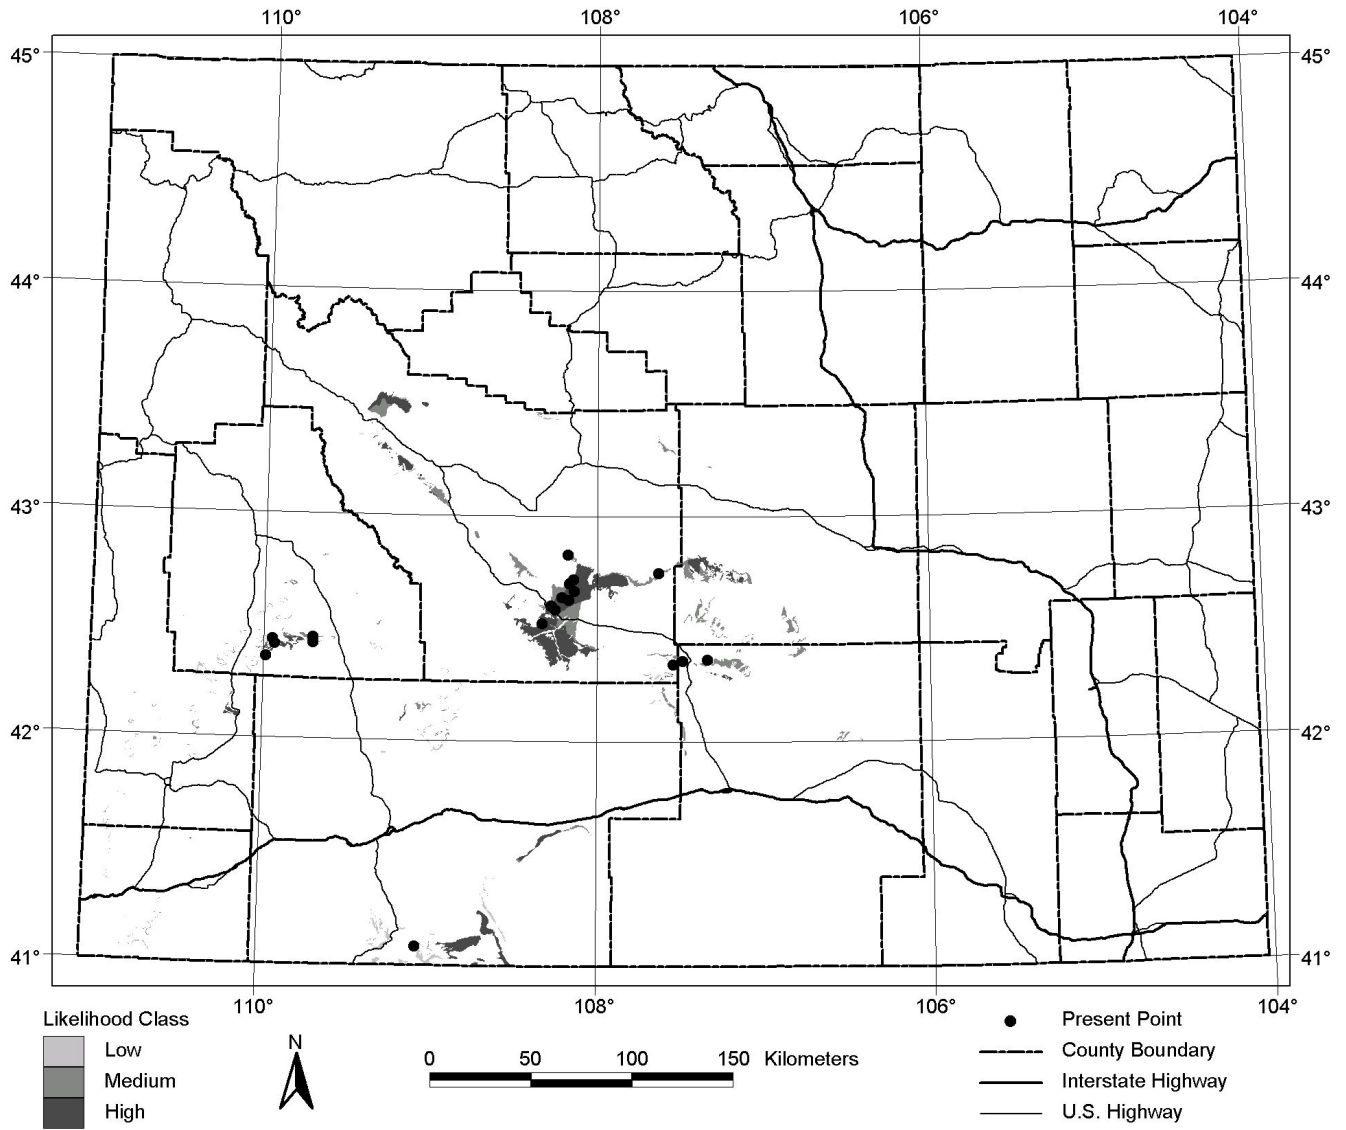 110° 108° 106° 104°
45° 45°
44° 44°
43° 43°
42° 42°
41° 41°
110° 108° 106° 104°
Likelihood Class
Low
Medium
High
N
0 50 100 150 Kilometers
Present Point
County Boundary
Interstate Highway
U.S. Highway